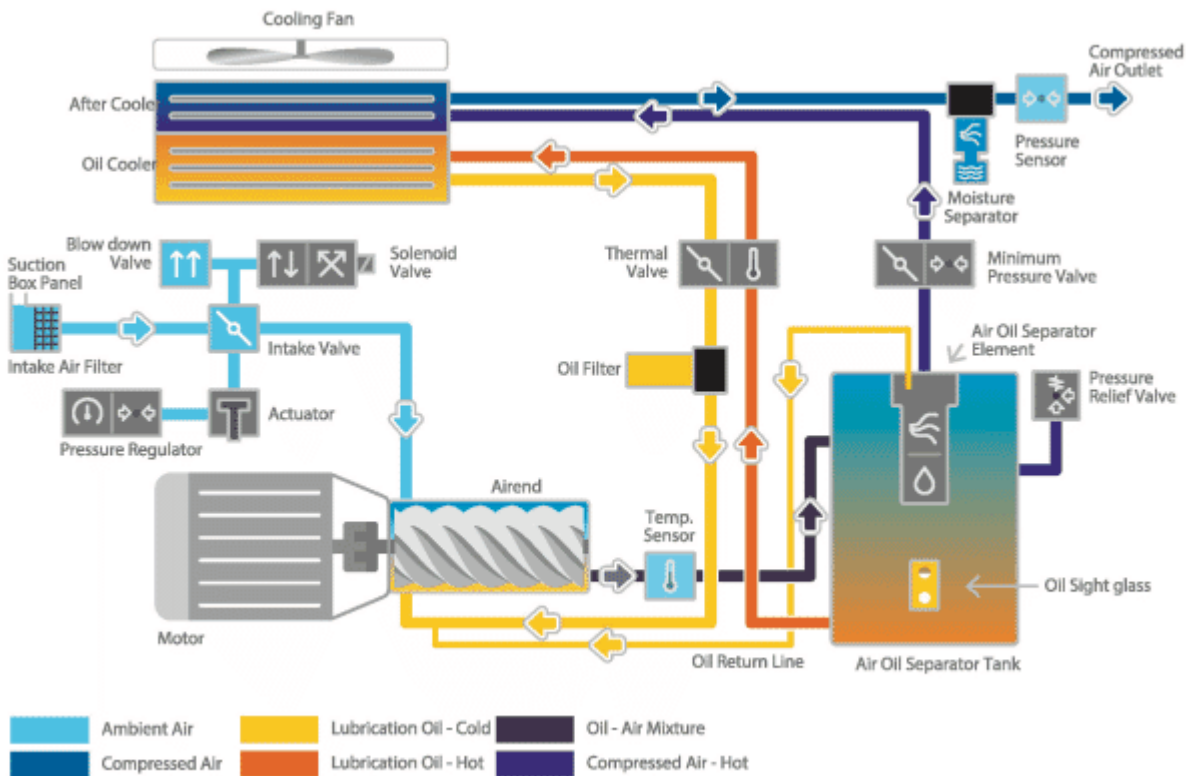 Cooling Fan
After Cooler
Oil Cooler
Compressed
Air Outlet
Pressure
Sensor
Moisture
Separator
Blow down
Valve
Solenoid
Valve
Suction
Box Panel
Intake Air Filter
Intake Valve
Thermal
Valve
Minimum
Pressure Valve
Air Oil Separator
Element
Oil Filter
Pressure
Relief Valve
Actuator
Pressure Regulator
Airend
Temp.
Sensor
Oil Sight glass
Motor
Oil Return Line
Air Oil Separator Tank
Ambient Air
Lubrication Oil - Cold
Oil - Air Mixture
Compressed Air
Lubrication Oil - Hot
Compressed Air - Hot